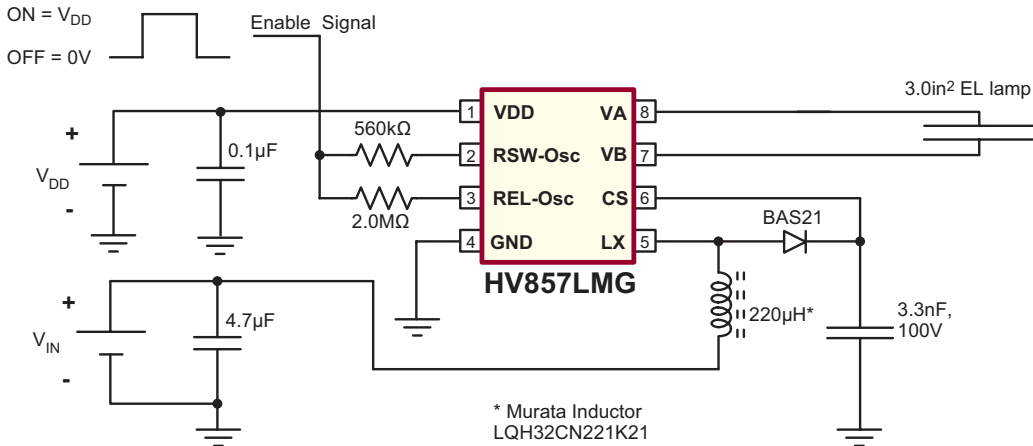 ON = VDD
OFF = 0V
Enable Signal
+
VDD
-
0.1µF
560kΩ
2.0MΩ
1 VDD
2 RSW-Osc
3 REL-Osc
4 GND
VA 8
VB 7
CS 6
LX 5
HV857LMG
3.0in² EL lamp
BAS21
220µH*
3.3nF,
100V
+
VIN
-
4.7µF
* Murata Inductor
LQH32CN221K21